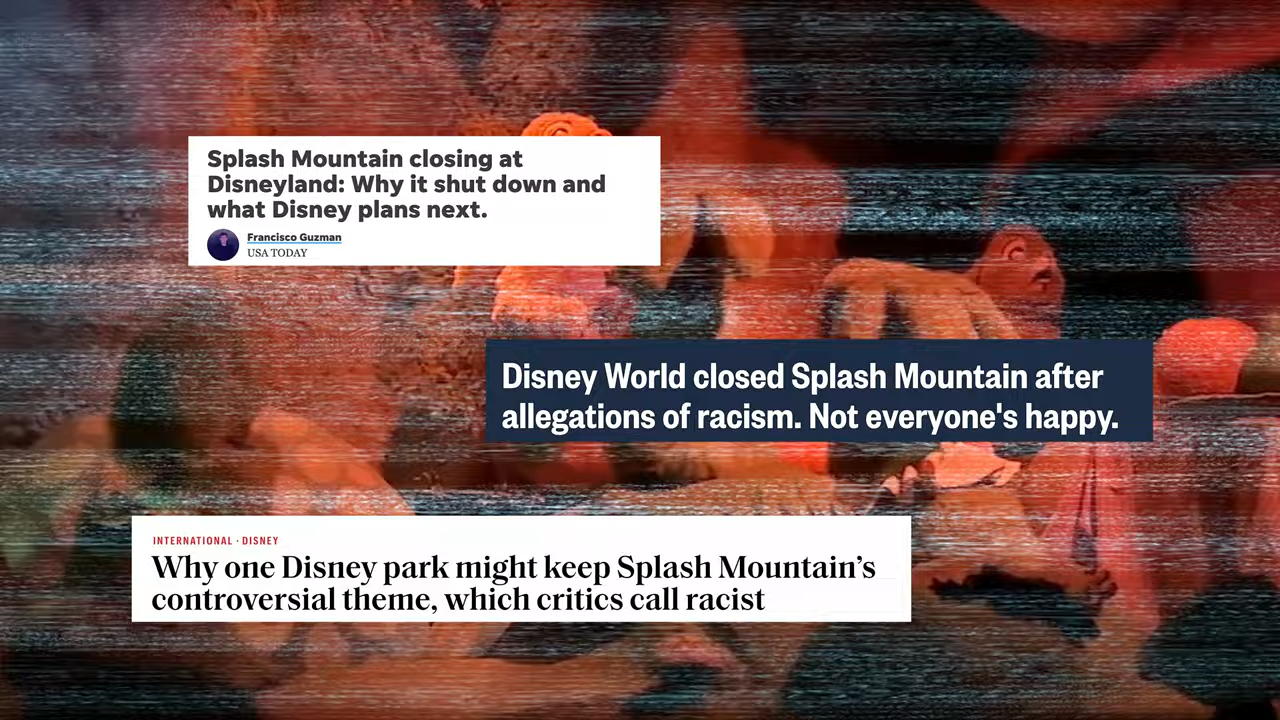 Splash Mountain closing at
Disneyland: Why it shut down and
what Disney plans next.
Francisco Guzman
USA TODAY
Disney World closed Splash Mountain after
allegations of racism. Not everyone's happy.
INTERNATIONAL · DISNEY
Why one Disney park might keep Splash Mountain’s
controversial theme, which critics call racist